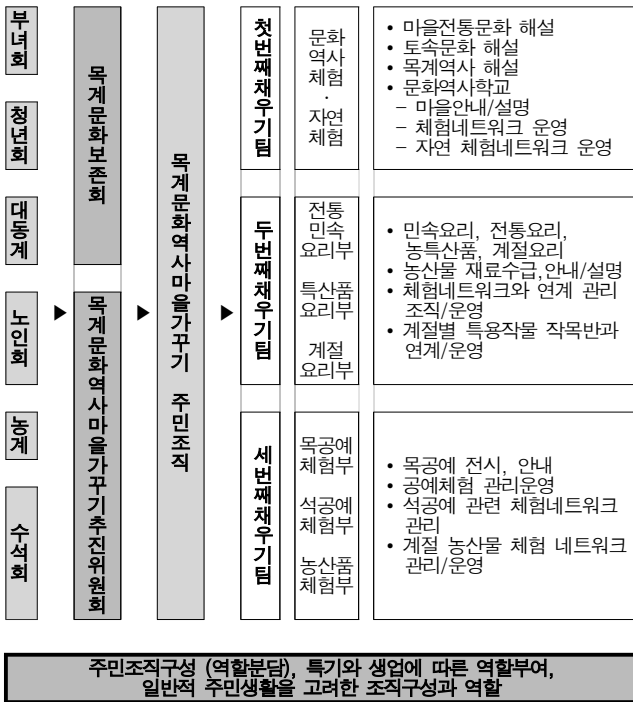 부녀회
청년회
대동계
노인회
농계
수석회
▶
목계문화보존회
목계문화역사마을가꾸기추진위원회
▶
목계문화역사마을가꾸기 주민조직
▶
첫번째채우기팀
문화
역사
체험
·
자연
체험
• 마을전통문화 해설
• 토속문화 해설
• 목계역사 해설
• 문화역사학교
– 마을안내/설명
– 체험네트워크 운영
– 자연 체험네트워크 운영
두번째채우기팀
전통
민속
요리부
특산품
요리부
계절
요리부
• 민속요리, 전통요리,
농특산품, 계절요리
• 농산물 재료수급,안내/설명
• 체험네트워크와 연계 관리
조직/운영
• 계절별 특용작물 작목반과
연계/운영
세번째채우기팀
목공예
체험부
석공예
체험부
농산품
체험부
• 목공예 전시, 안내
• 공예체험 관리운영
• 석공예 관련 체험네트워크
관리
• 계절 농산물 체험 네트워크
관리/운영
주민조직구성 (역할분담), 특기와 생업에 따른 역할부여,
일반적 주민생활을 고려한 조직구성과 역할